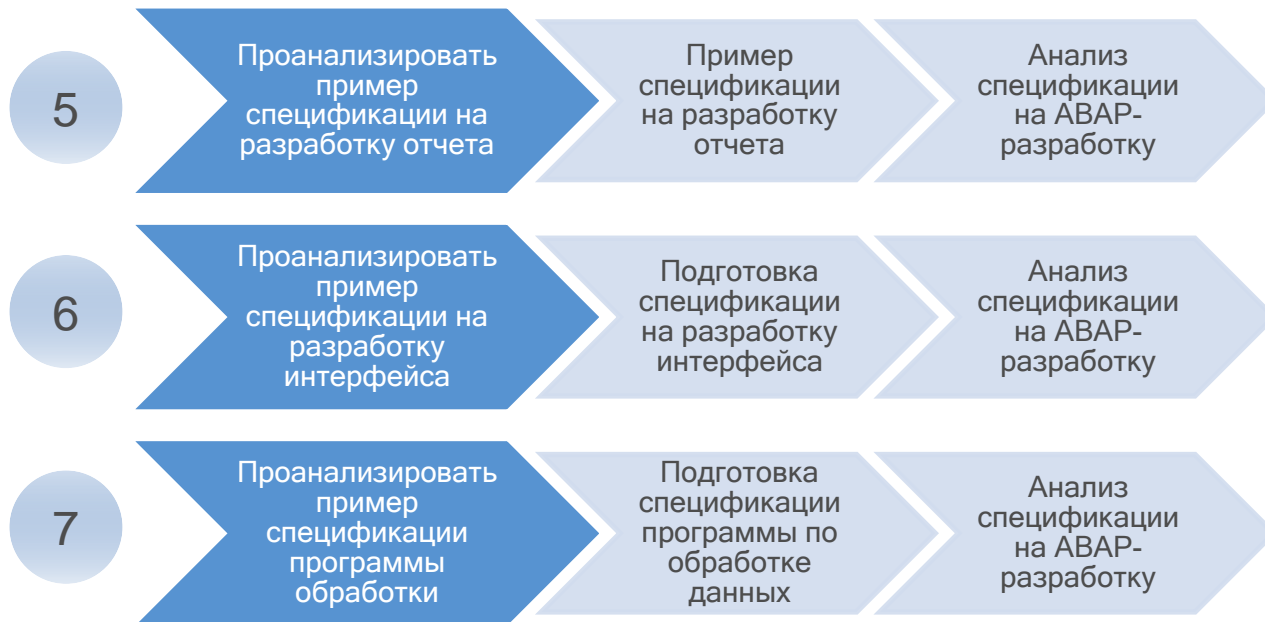 5
Проанализировать
пример
спецификации на
разработку отчета
Пример
спецификации
на разработку
отчета
Анализ
спецификации
на ABAP-
разработку
6
Проанализировать
пример
спецификации на
разработку
интерфейса
Подготовка
спецификации
на разработку
интерфейса
Анализ
спецификации
на ABAP-
разработку
7
Проанализировать
пример
спецификации
программы
обработки
Подготовка
спецификации
программы по
обработке
данных
Анализ
спецификации
на ABAP-
разработку